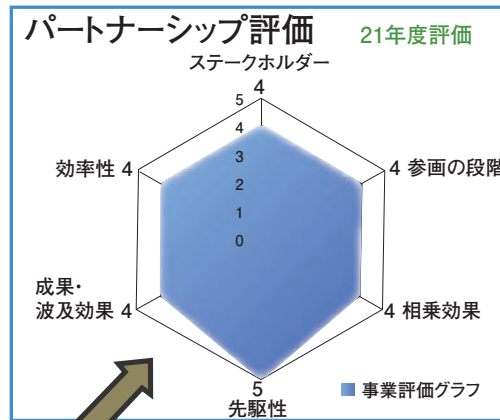 パートナーシップ評価
21年度評価
ステークホルダー
4
5
4
3
2
1
0
効率性 4
4 参画の段階
成果・
波及効果 4
4 相乗効果
5
先駆性
事業評価グラフ